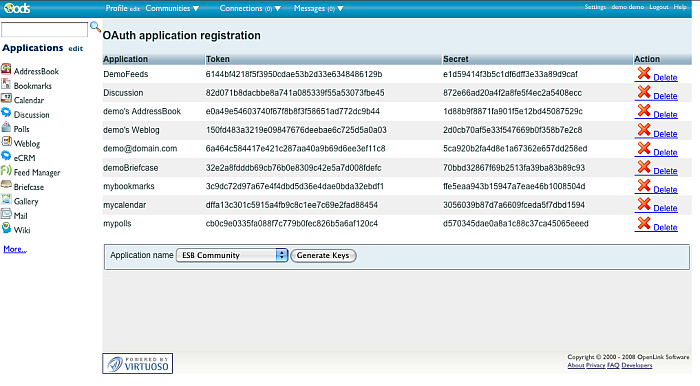 :ods Profile edit Communities ▼ Connections (0) ▼ Messages (0) ▼ Settings demo demo Logout Help
Applications edit
AddressBook
Bookmarks
Calendar
Discussion
Polls
Weblog
eCRM
Feed Manager
Briefcase
Gallery
Mail
Wiki
More...
OAuth application registration
Application Token Secret Action
DemoFeeds 6144bf4218f5f3950cdae53b2d33e6348486129b e1d59414f3b5c1df6dff3e33a89d9caf Delete
Discussion 82d071b8dacbbe8a741a085339f55a53073fbe45 872e66ad20a4f2a8fe5f4ec2a5408ecc Delete
demo's AddressBook e0a49e54603740f67f8b8f3f58651ad772dc9b44 1d88b9f8871fa901f5e12bd45087529c Delete
demo's Weblog 150fd483a3219e09847676deebae6c725d5a0a03 2d0cb70af5e33f547669b0f358b7e2c8 Delete
demo@domain.com 6a464c584417e421c287aa40a9b69d6ee3ef11c8 5ca920b2fa4d8e1a67362e657dd258ed Delete
demoBriefcase 32e2a8fdddb69cb76b0e8309c42e5a7d008fdefc 70bbd32867f69b2513fa39ba83b89c93 Delete
mybookmarks 3c9dc72d97a67e4f4dbd5d36e4dae0bda32ebdf1 ffe5eaa943b15947a7eae46b1008504d Delete
mycalendar dffa13c301c5915a4fb9c8c1ee7c69e2fad88454 3056039b87d7a6609fceda5f7dbd1594 Delete
mypolls cb0c9e0335fa088f7c779b0fec826b5a6af120c4 d570345dae0a8a1c88c37ca45065eeed Delete
Application name ESB Community Generate Keys
POWERED BY
VIRTUOSO
Copyright © 2000 - 2008 OpenLink Software
About Privacy FAQ Developers